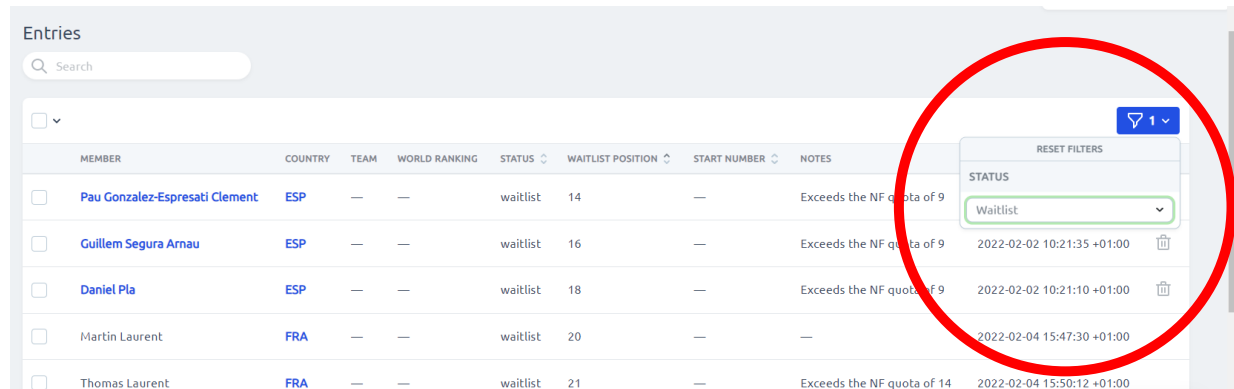 Entries
Search
1
RESET FILTERS
MEMBER COUNTRY TEAM WORLD RANKING STATUS WAITLIST POSITION START NUMBER NOTES
STATUS
Pau Gonzalez-Espresati Clement ESP — — waitlist 14 — Exceeds the NF quota of 9
Waitlist
Guillem Segura Arnau ESP — — waitlist 16 — Exceeds the NF quota of 9 2022-02-02 10:21:35 +01:00
Daniel Pla ESP — — waitlist 18 — Exceeds the NF quota of 9 2022-02-02 10:21:10 +01:00
Martin Laurent FRA — — waitlist 20 — — 2022-02-04 15:47:30 +01:00
Thomas Laurent FRA — — waitlist 21 — Exceeds the NF quota of 14 2022-02-04 15:50:12 +01:00